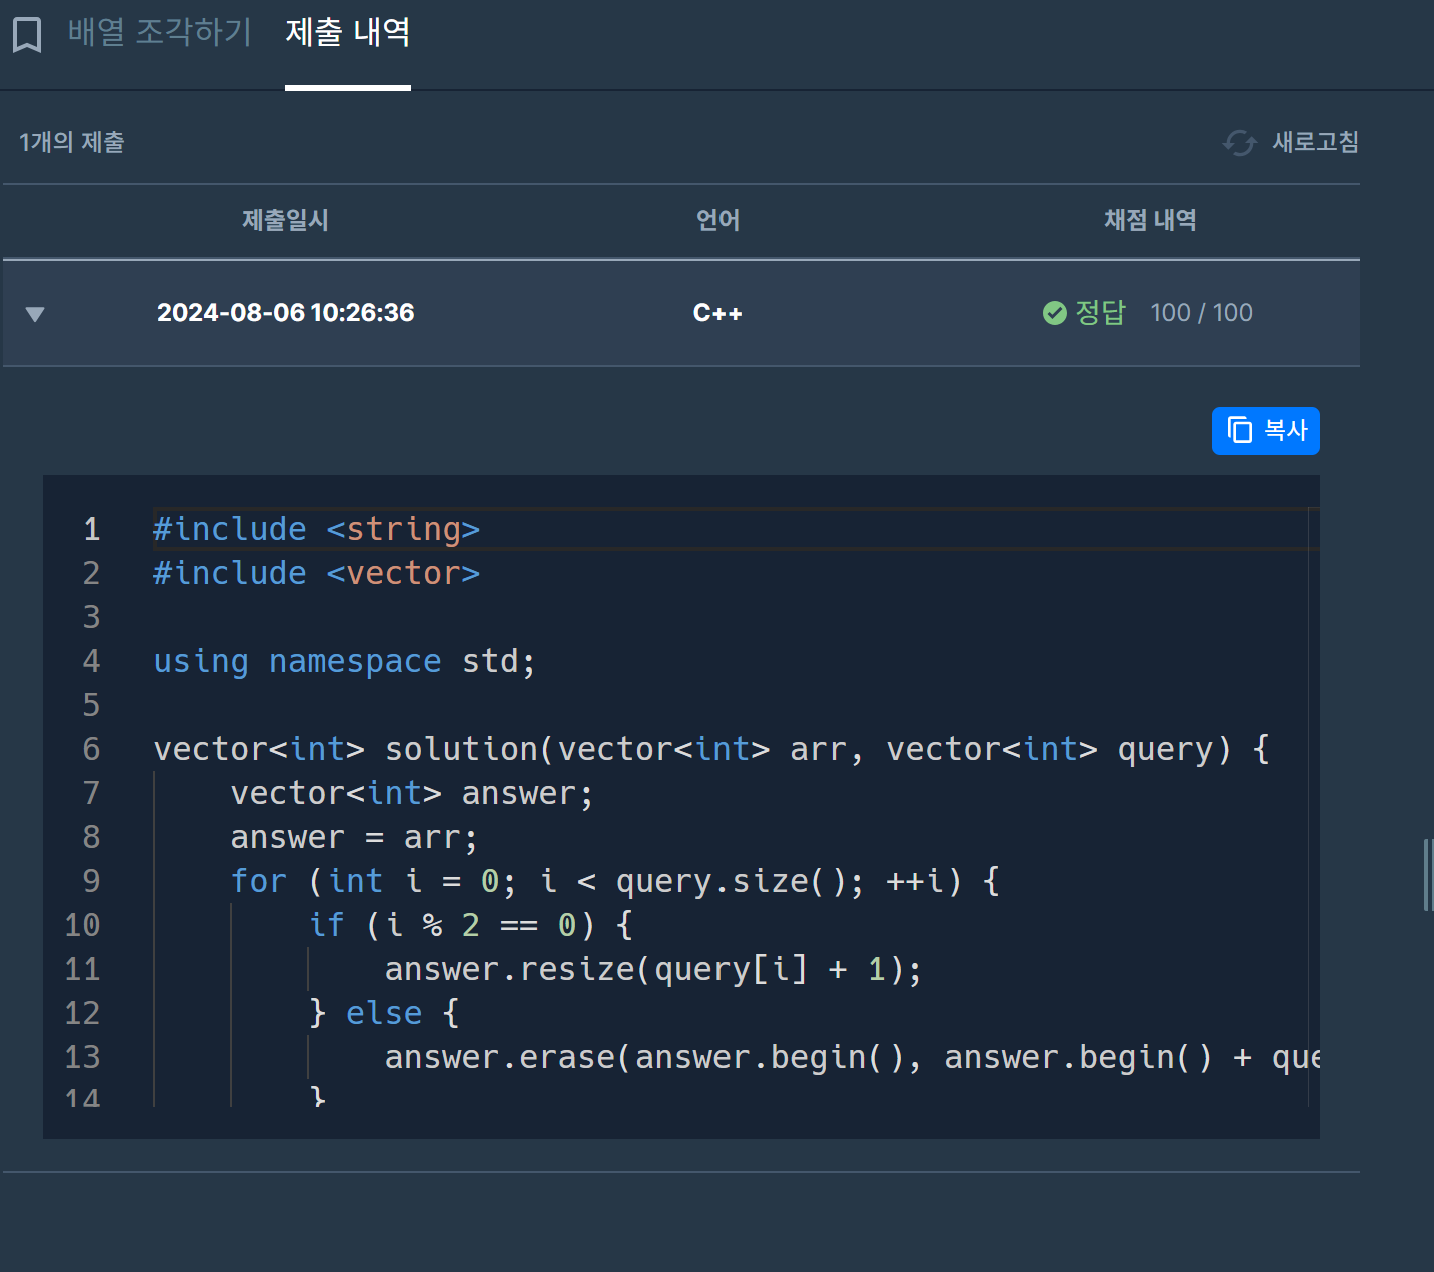 배열 조각하기 제출 내역
1개의 제출 새로고침
제출일시 언어 채점 내역
2024-08-06 10:26:36 C++ 정답 100 / 100
복사
1 #include <string>
2 #include <vector>
3
4 using namespace std;
5
6 vector<int> solution(vector<int> arr, vector<int> query) {
7 vector<int> answer;
8 answer = arr;
9 for (int i = 0; i < query.size(); ++i) {
10 if (i % 2 == 0) {
11 answer.resize(query[i] + 1);
12 } else {
13 answer.erase(answer.begin(), answer.begin() + que
14 }